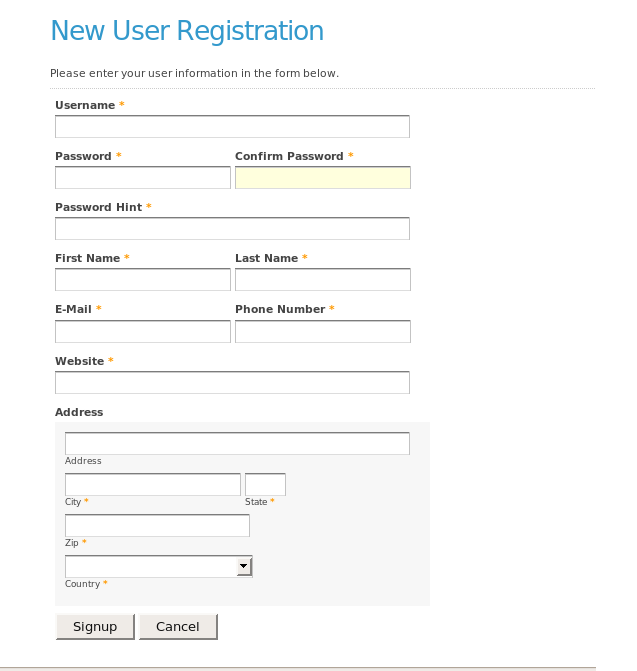 New User Registration
Please enter your user information in the form below.
Username *
Password * Confirm Password *
Password Hint *
First Name * Last Name *
E-Mail * Phone Number *
Website *
Address
Address
City * State *
Zip *
Country *
Signup Cancel